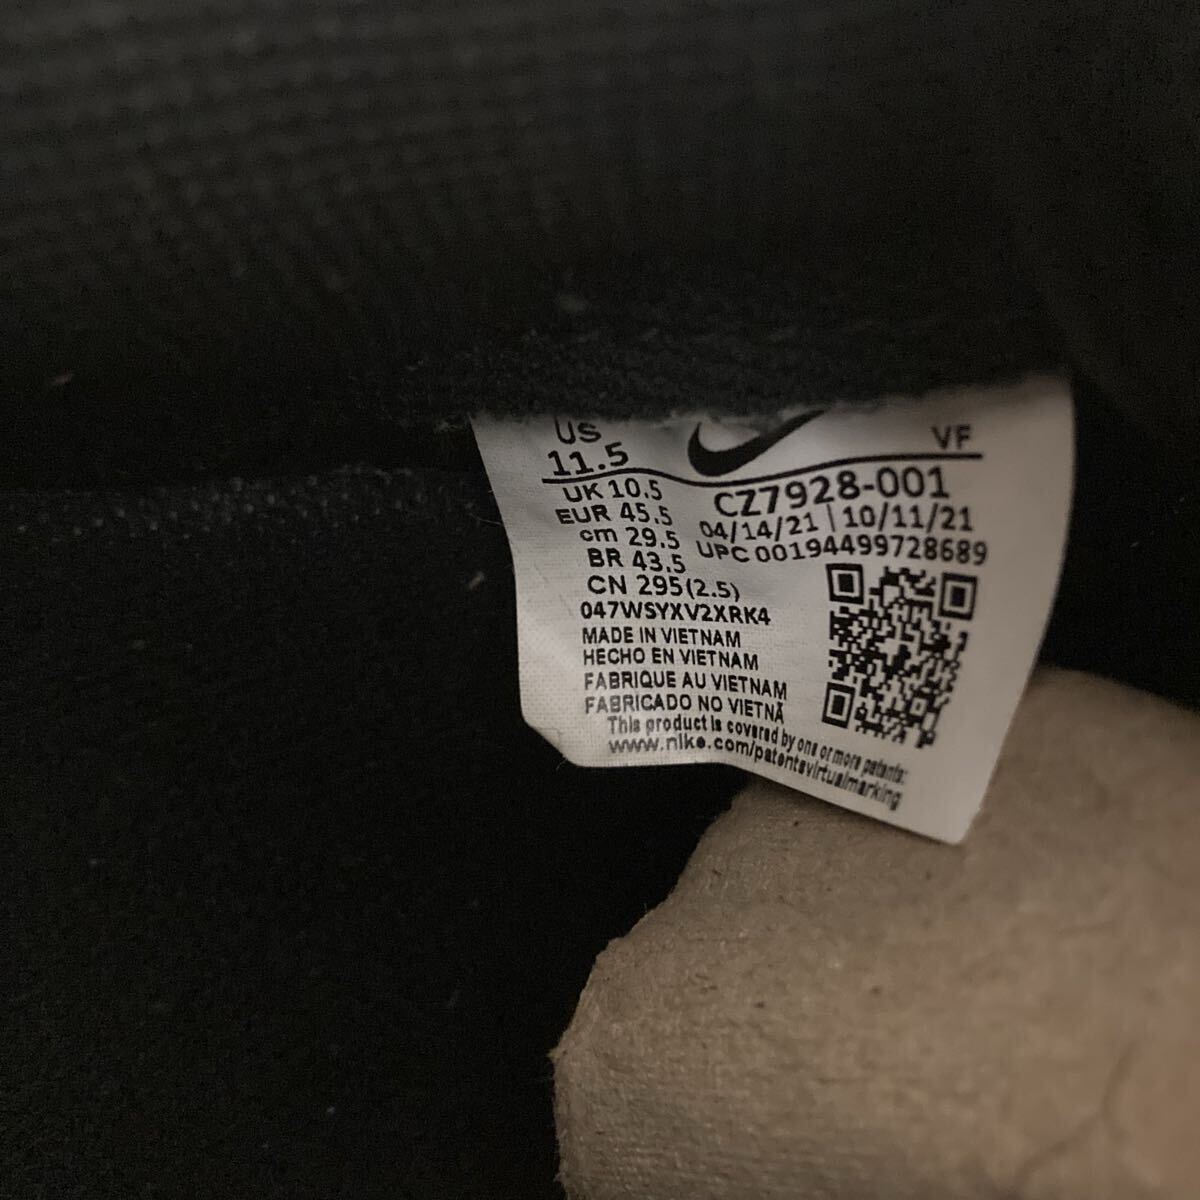 US
11.5
VF
UK 10.5
EUR 45.5
cm 29.5
BR 43.5
CN 295(2.5)
CZ7928-001
04/14/21 | 10/11/21
UPC 00194499728689
047WSYXV2XRK4
MADE IN VIETNAM
HECHO EN VIETNAM
FABRIQUE AU VIETNAM
FABRICADO NO VIETNÃ
This product is covered by one or more patents:
www.nike.com/patentsvirtualmarking